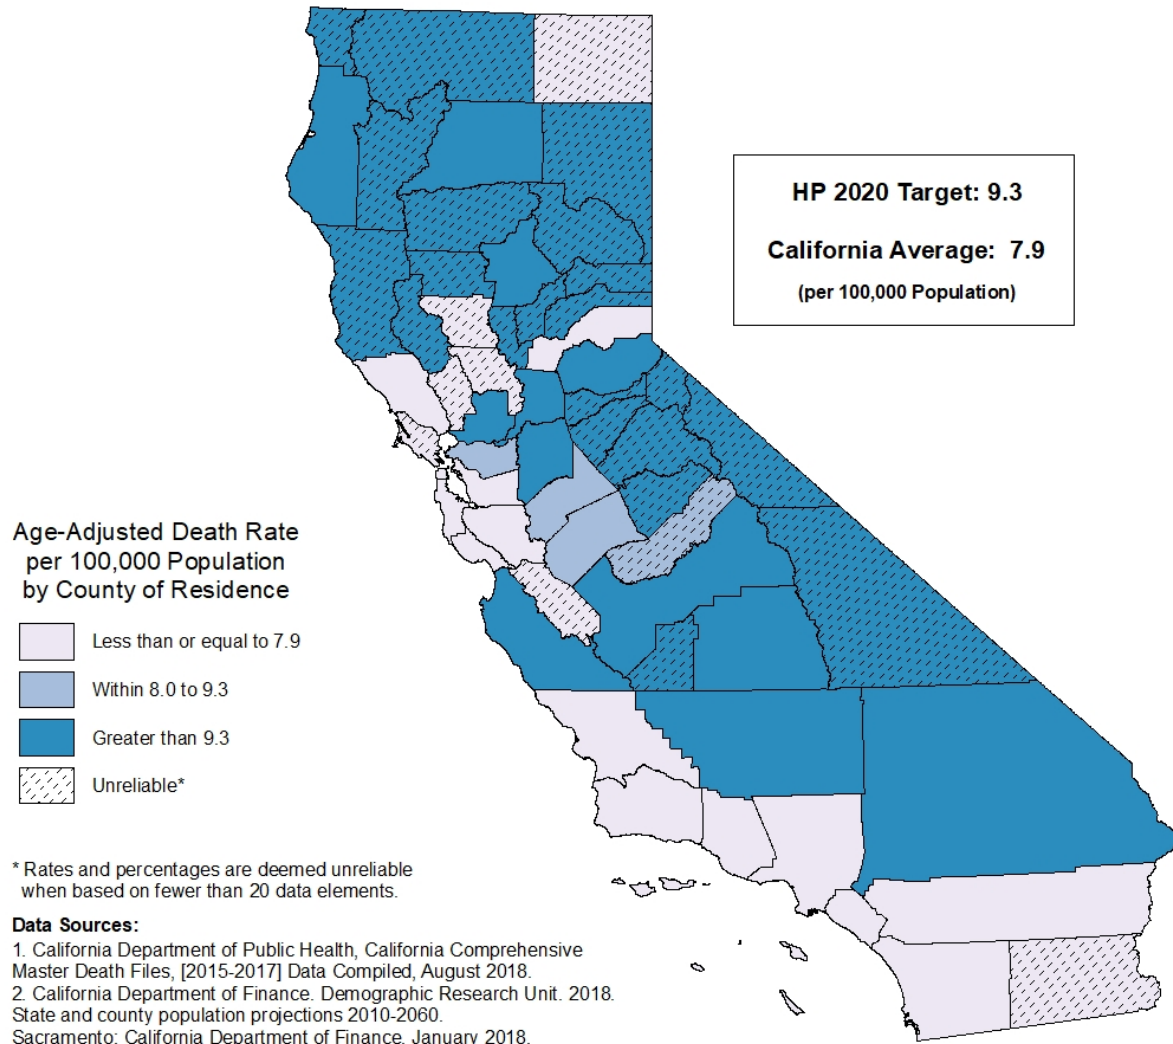 HP 2020 Target: 9.3
California Average: 7.9
(per 100,000 Population)
Age-Adjusted Death Rate
per 100,000 Population
by County of Residence
Less than or equal to 7.9
Within 8.0 to 9.3
Greater than 9.3
Unreliable*
* Rates and percentages are deemed unreliable
when based on fewer than 20 data elements.
Data Sources:
1. California Department of Public Health, California Comprehensive
Master Death Files, [2015-2017] Data Compiled, August 2018.
2. California Department of Finance. Demographic Research Unit. 2018.
State and county population projections 2010-2060.
Sacramento: California Department of Finance. January 2018.